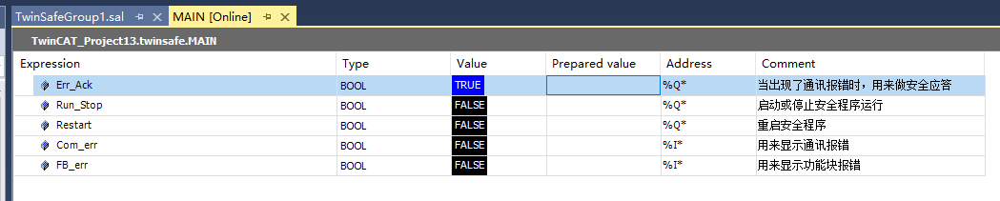 TwinSafeGroup1.sal MAIN [Online]
TwinCAT_Project13.twinsafe.MAIN
Expression Type Value Prepared value Address Comment
Err_Ack BOOL TRUE %Q* 当出现了通讯报错时，用来做安全应答
Run_Stop BOOL FALSE %Q* 启动或停止安全程序运行
Restart BOOL FALSE %Q* 重启安全程序
Com_err BOOL FALSE %I* 用来显示通讯报错
FB_err BOOL FALSE %I* 用来显示功能块报错